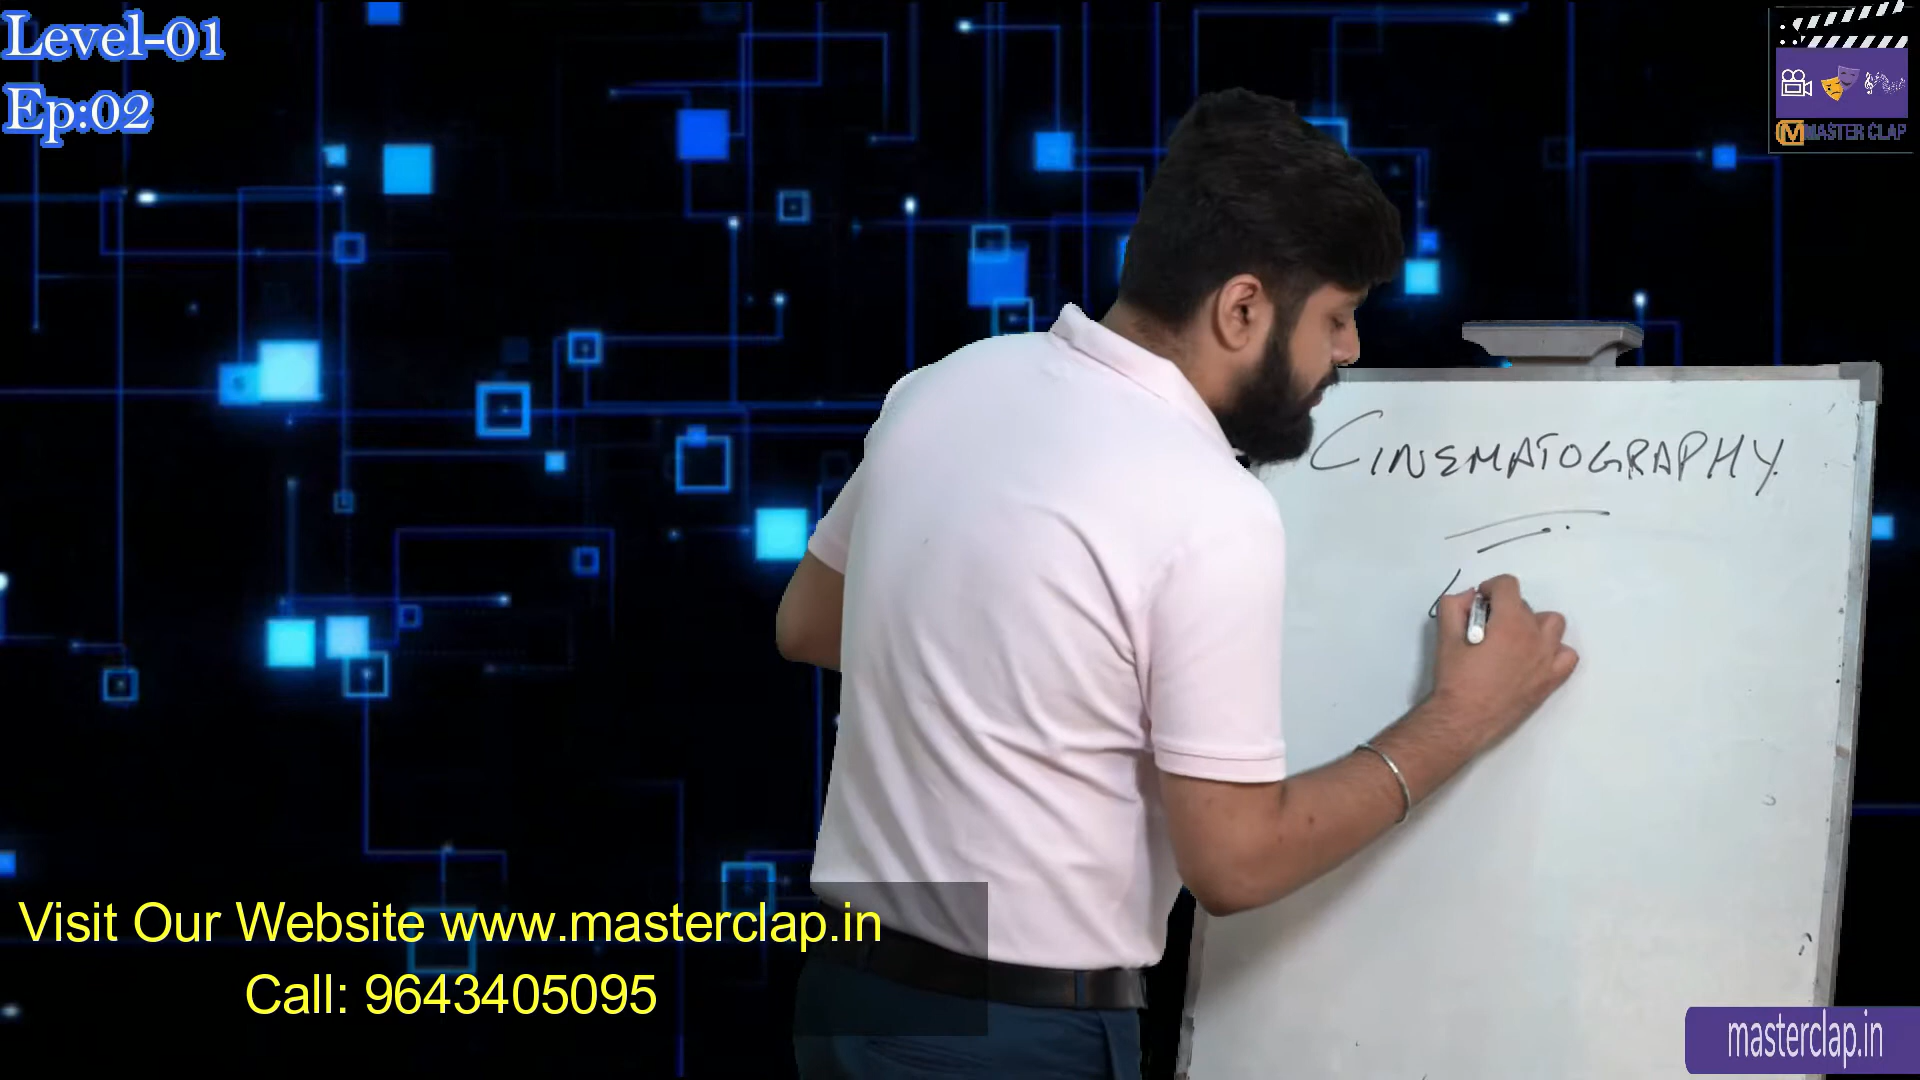 Level-01
Ep:02
MASTER CLAP
CINEMATOGRAPHY
Visit Our Website www.masterclap.in
Call: 9643405095
masterclap.in